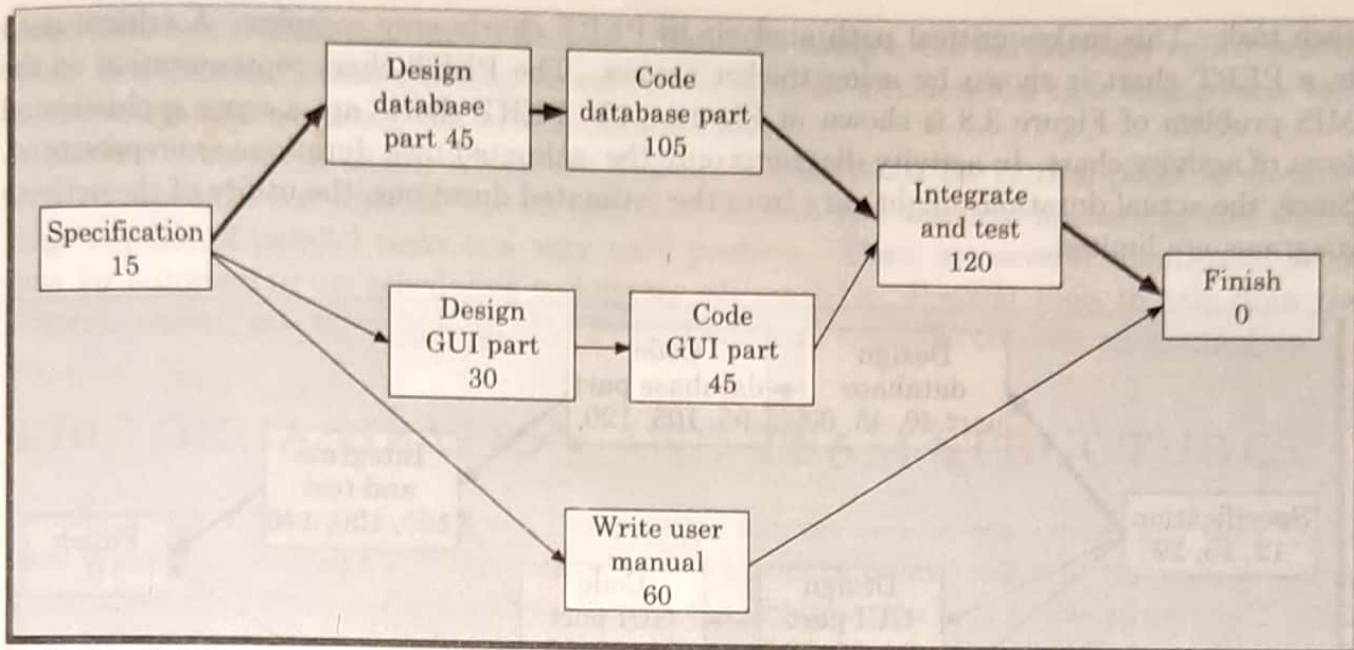 Design
database
part 45
Code
database part
105
Specification
15
Integrate
and test
120
Finish
0
Design
GUI part
30
Code
GUI part
45
Write user
manual
60